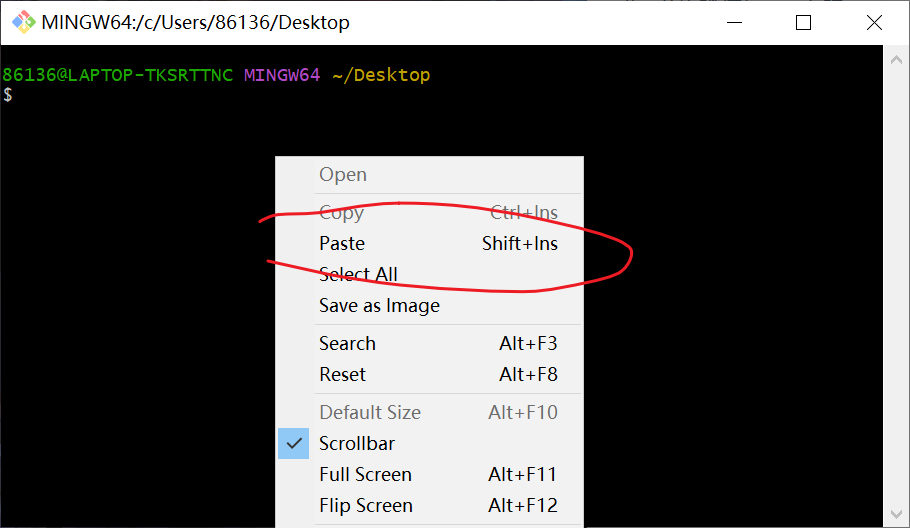 MINGW64:/c/Users/86136/Desktop
86136@LAPTOP-TKSRTTNC MINGW64 ~/Desktop
$
Open
Copy Ctrl+Ins
Paste Shift+Ins
Select All
Save as Image
Search Alt+F3
Reset Alt+F8
Default Size Alt+F10
Scrollbar
Full Screen Alt+F11
Flip Screen Alt+F12